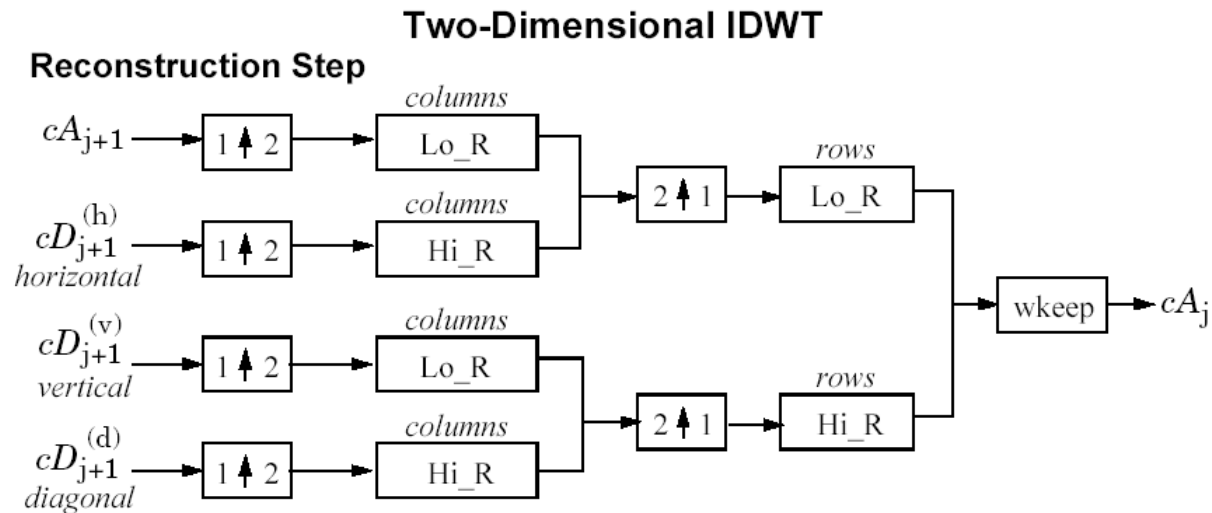 Two-Dimensional IDWT
Reconstruction Step
columns
cA_{j+1} 1 ↑ 2 Lo_R
rows
2 ↑ 1 Lo_R
columns
cD_{j+1}^{(h)} 1 ↑ 2 Hi_R
horizontal
wkeep cA_j
columns
cD_{j+1}^{(v)} 1 ↑ 2 Lo_R
vertical
rows
2 ↑ 1 Hi_R
columns
cD_{j+1}^{(d)} 1 ↑ 2 Hi_R
diagonal